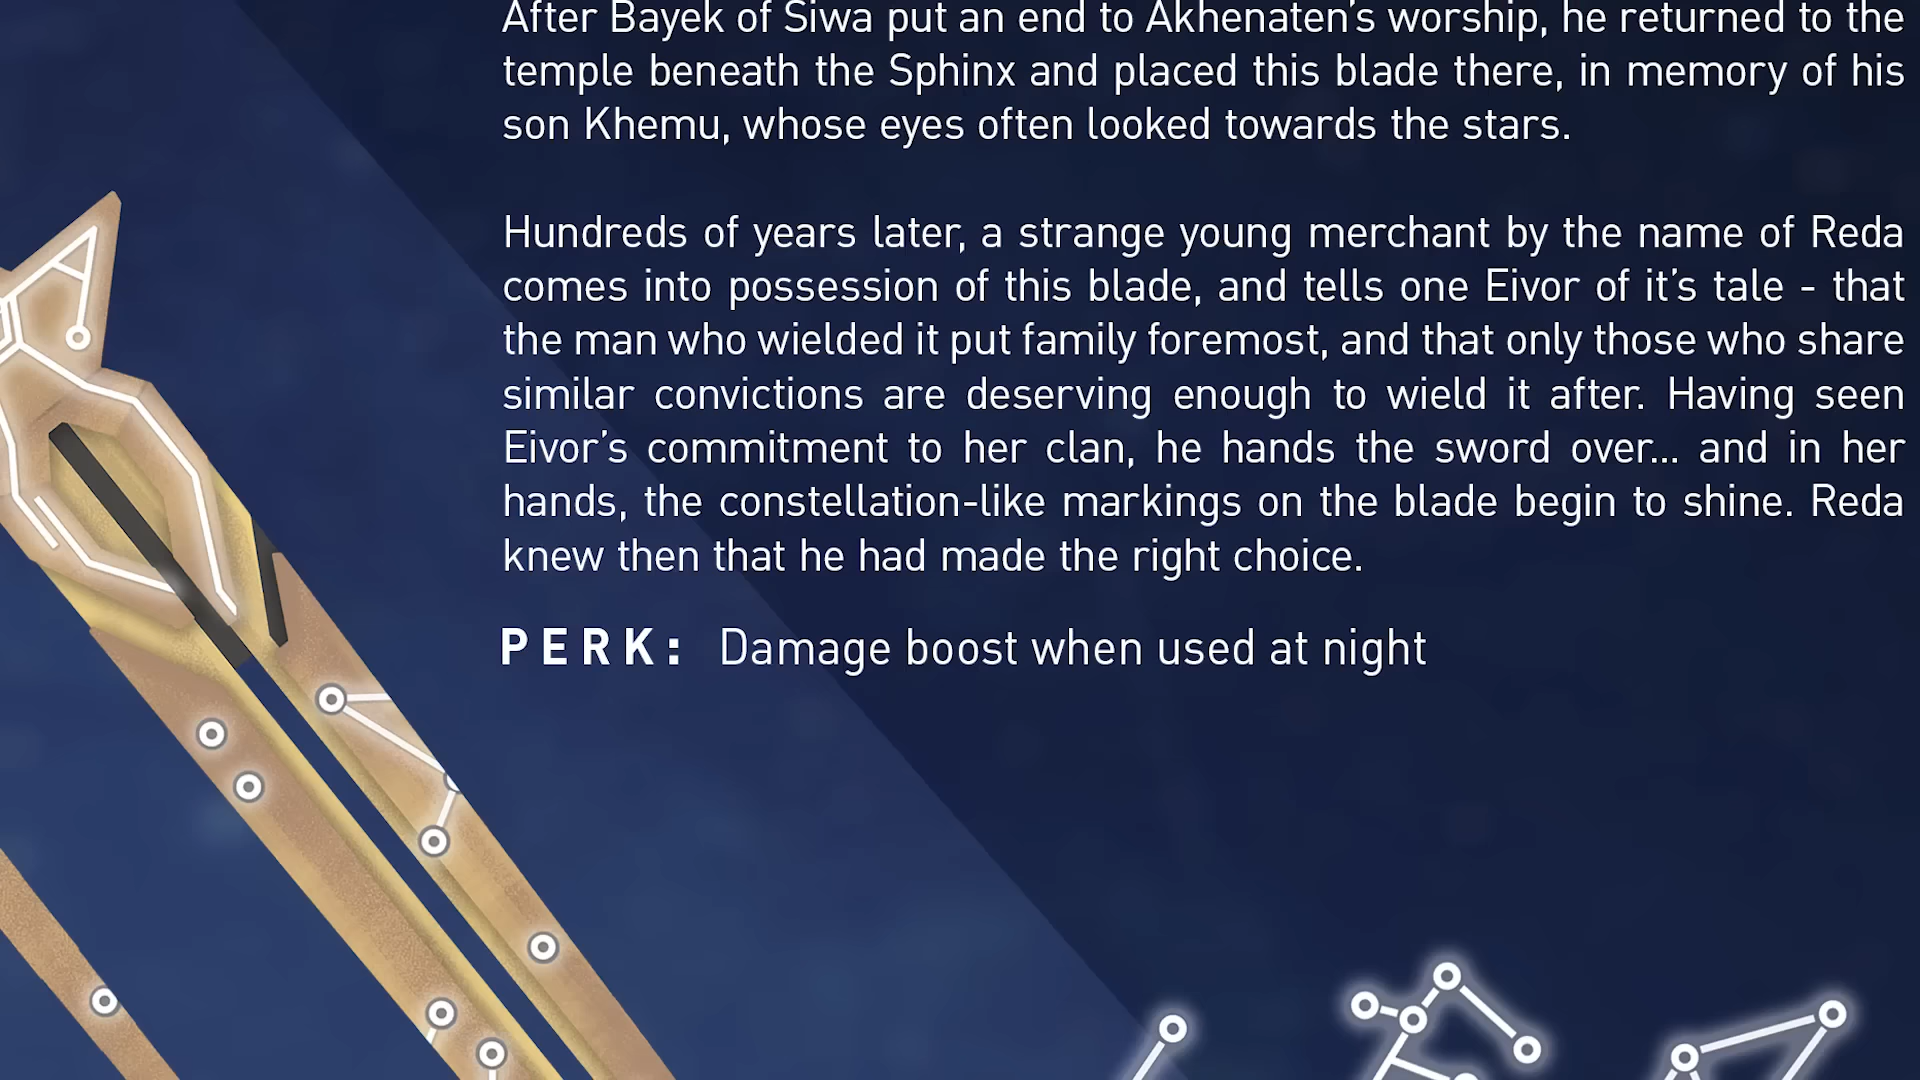 After Bayek of Siwa put an end to Akhenaten's worship, he returned to the
temple beneath the Sphinx and placed this blade there, in memory of his
son Khemu, whose eyes often looked towards the stars.
Hundreds of years later, a strange young merchant by the name of Reda
comes into possession of this blade, and tells one Eivor of it's tale - that
the man who wielded it put family foremost, and that only those who share
similar convictions are deserving enough to wield it after. Having seen
Eivor's commitment to her clan, he hands the sword over... and in her
hands, the constellation-like markings on the blade begin to shine. Reda
knew then that he had made the right choice.
PERK: Damage boost when used at night